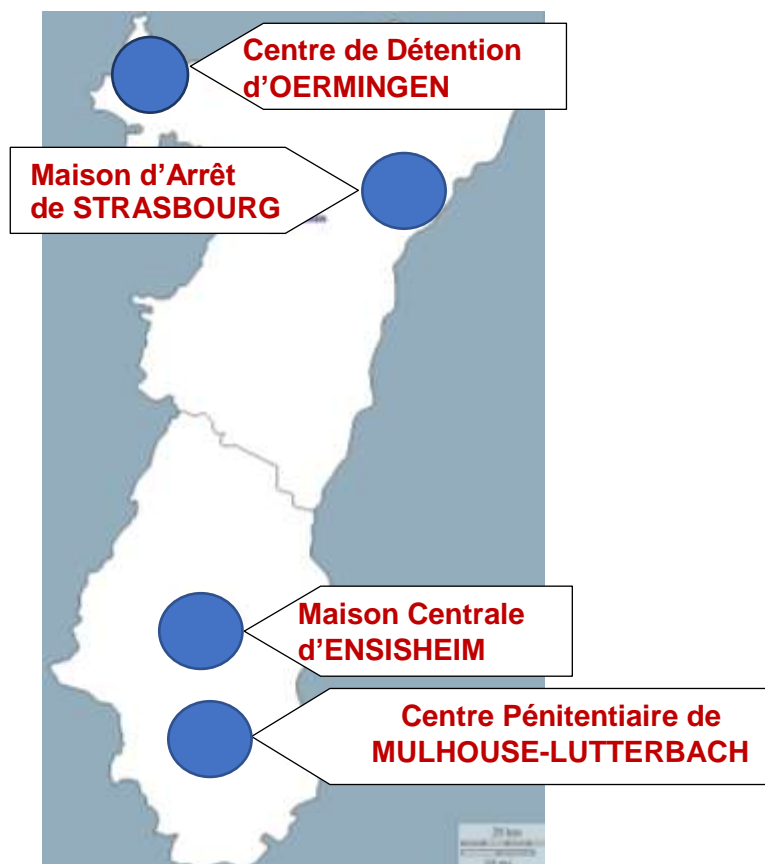 Centre de Détention
d’OERMINGEN
Maison d’Arrêt
de STRASBOURG
Maison Centrale
d’ENSISHEIM
Centre Pénitentiaire de
MULHOUSE-LUTTERBACH
20 km